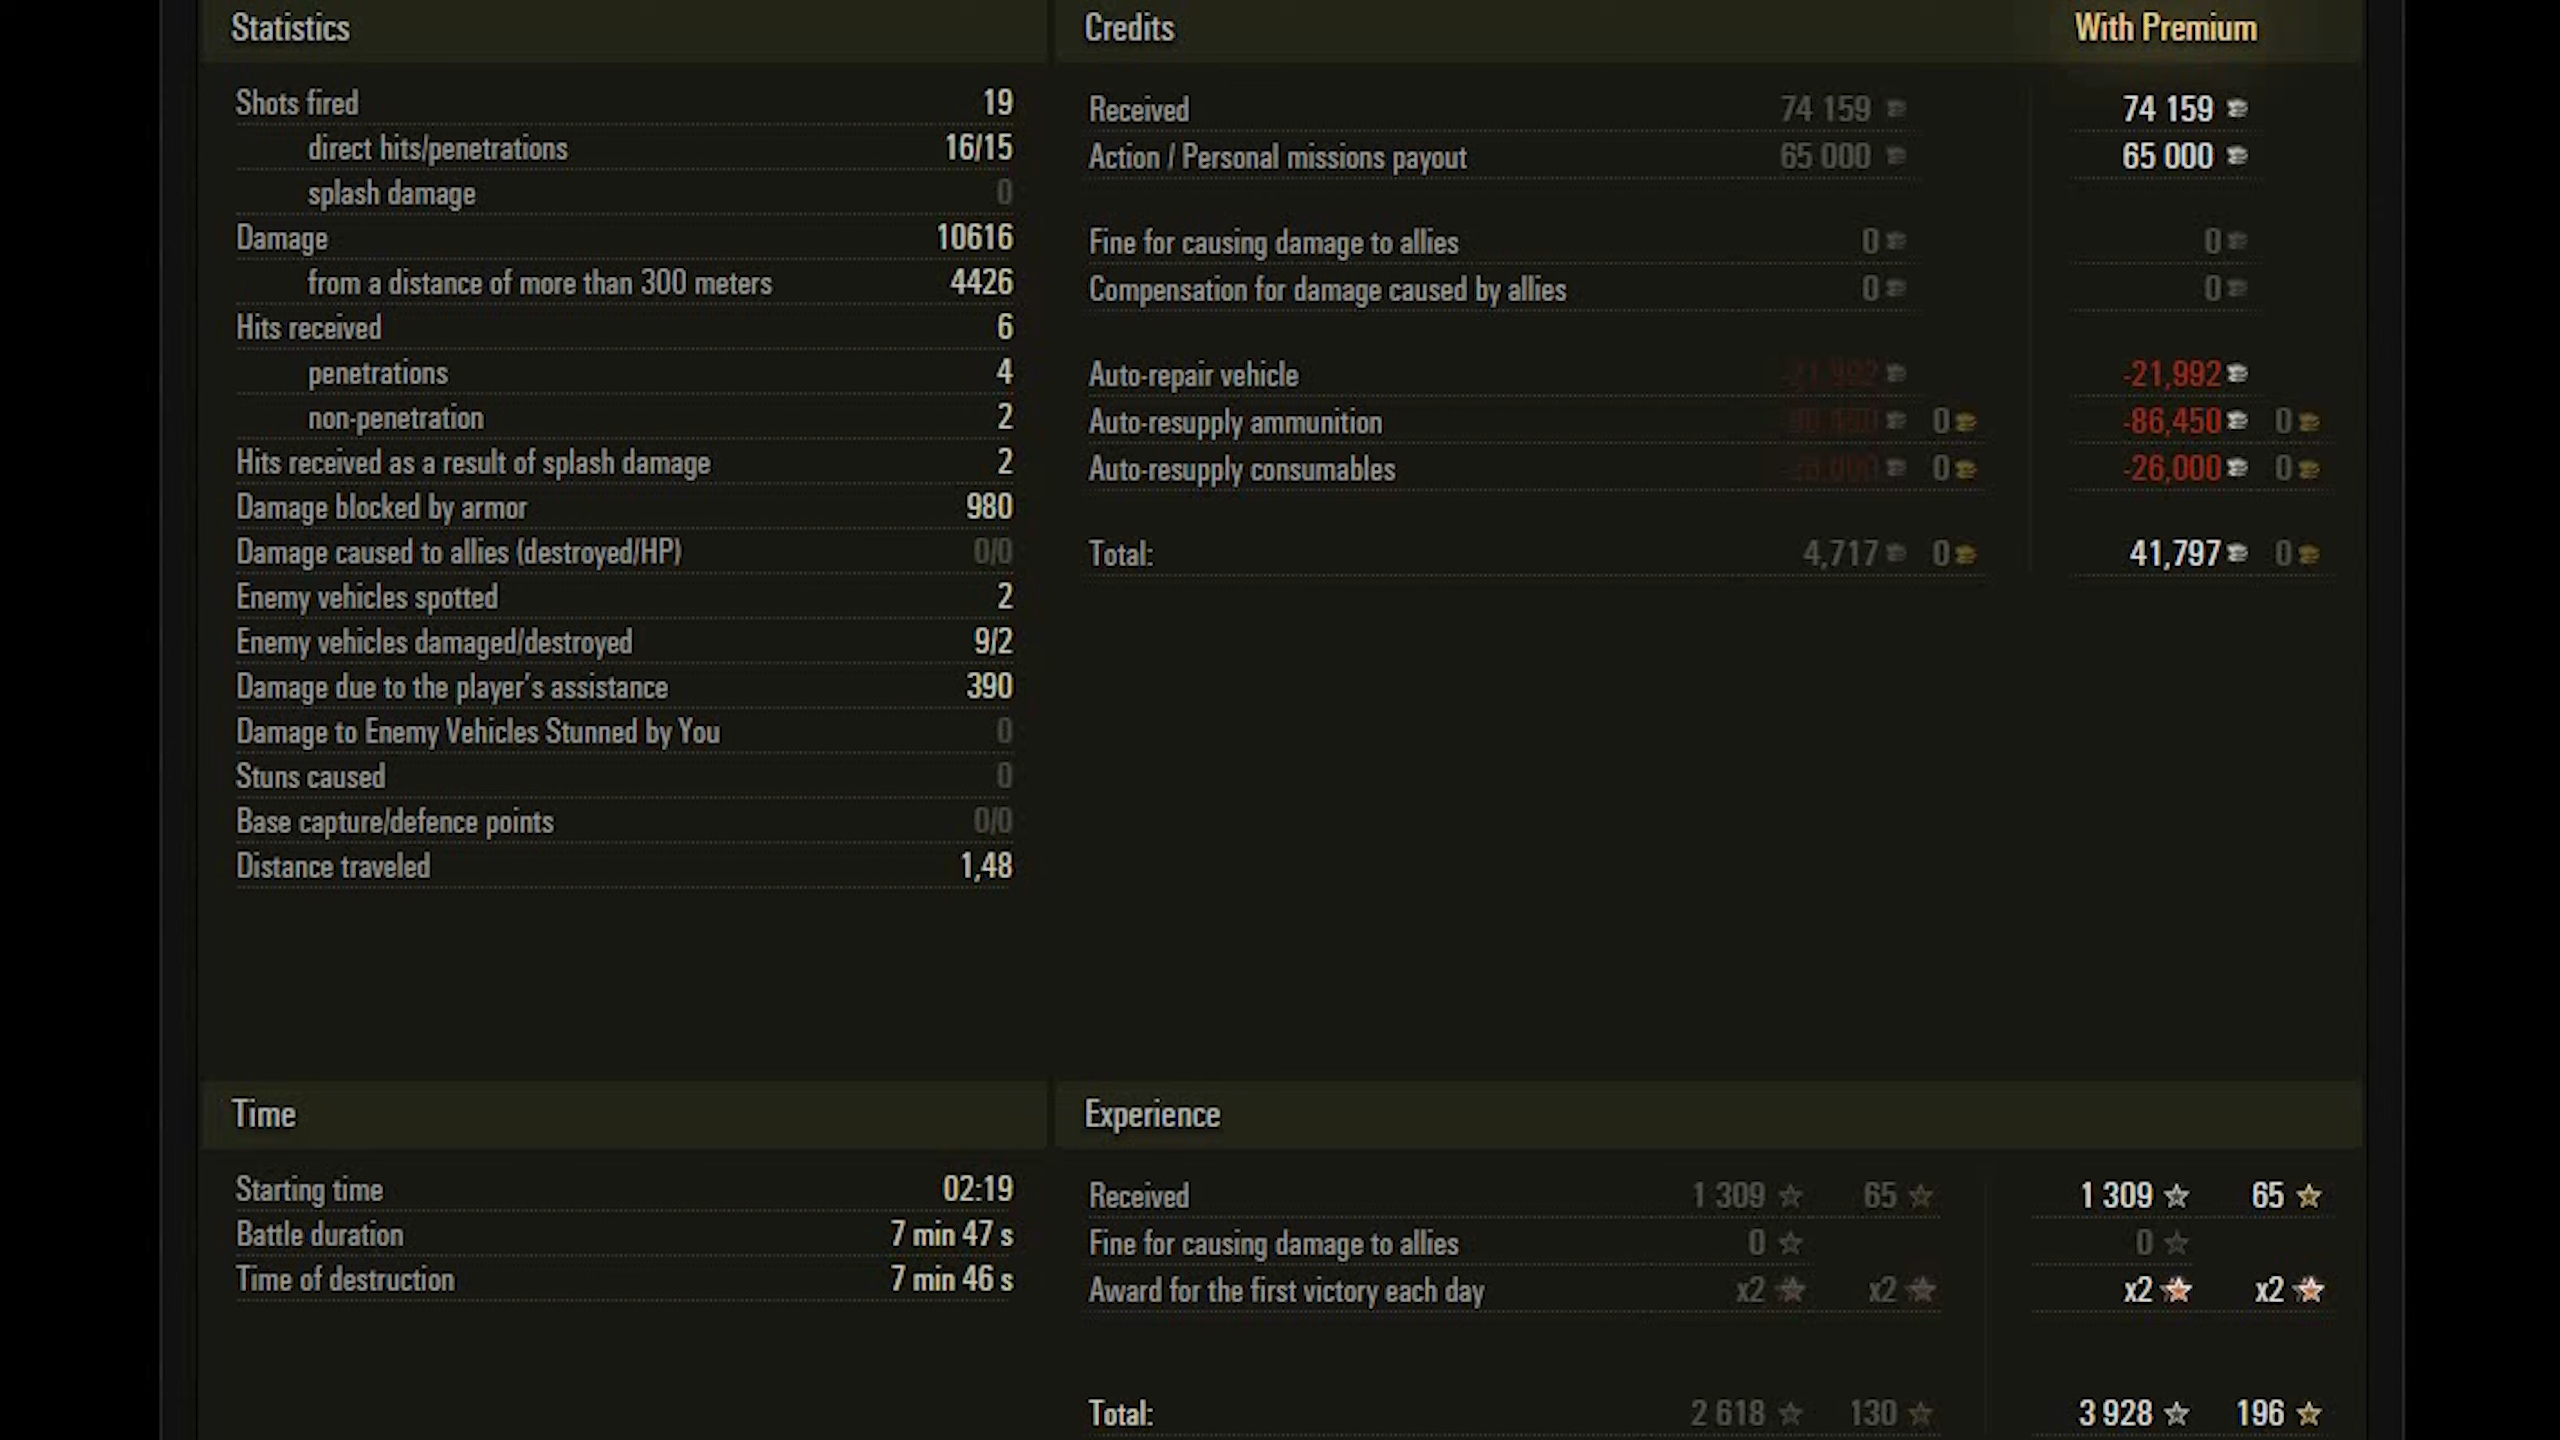 Statistics
Shots fired 19
direct hits/penetrations 16/15
splash damage 0
Damage 10616
from a distance of more than 300 meters 4426
Hits received 6
penetrations 4
non-penetration 2
Hits received as a result of splash damage 2
Damage blocked by armor 980
Damage caused to allies (destroyed/HP) 0/0
Enemy vehicles spotted 2
Enemy vehicles damaged/destroyed 9/2
Damage due to the player's assistance 390
Damage to Enemy Vehicles Stunned by You 0
Stuns caused 0
Base capture/defence points 0/0
Distance traveled 1,48
Credits With Premium
Received 74 159 74 159
Action / Personal missions payout 65 000 65 000
Fine for causing damage to allies 0 0
Compensation for damage caused by allies 0 0
Auto-repair vehicle -21,992 -21,992
Auto-resupply ammunition 0 -86,450 0
Auto-resupply consumables 0 -26,000 0
Total: 4,717 0 41,797 0
Time
Starting time 02:19
Battle duration 7 min 47 s
Time of destruction 7 min 46 s
Experience
Received 1 309 65 1 309 65
Fine for causing damage to allies 0 0
Award for the first victory each day x2 x2 x2 x2
Total: 2 618 130 3 928 196